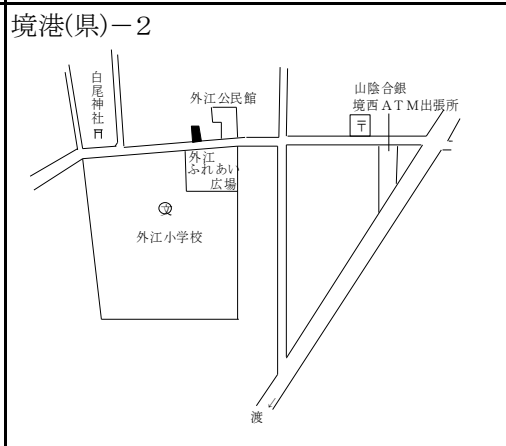 境港(県)－２
白尾神社
外江公民館
山陰合銀
境西ＡＴＭ出張所
〒
外江
ふれあい
広場
文
外江小学校
渡